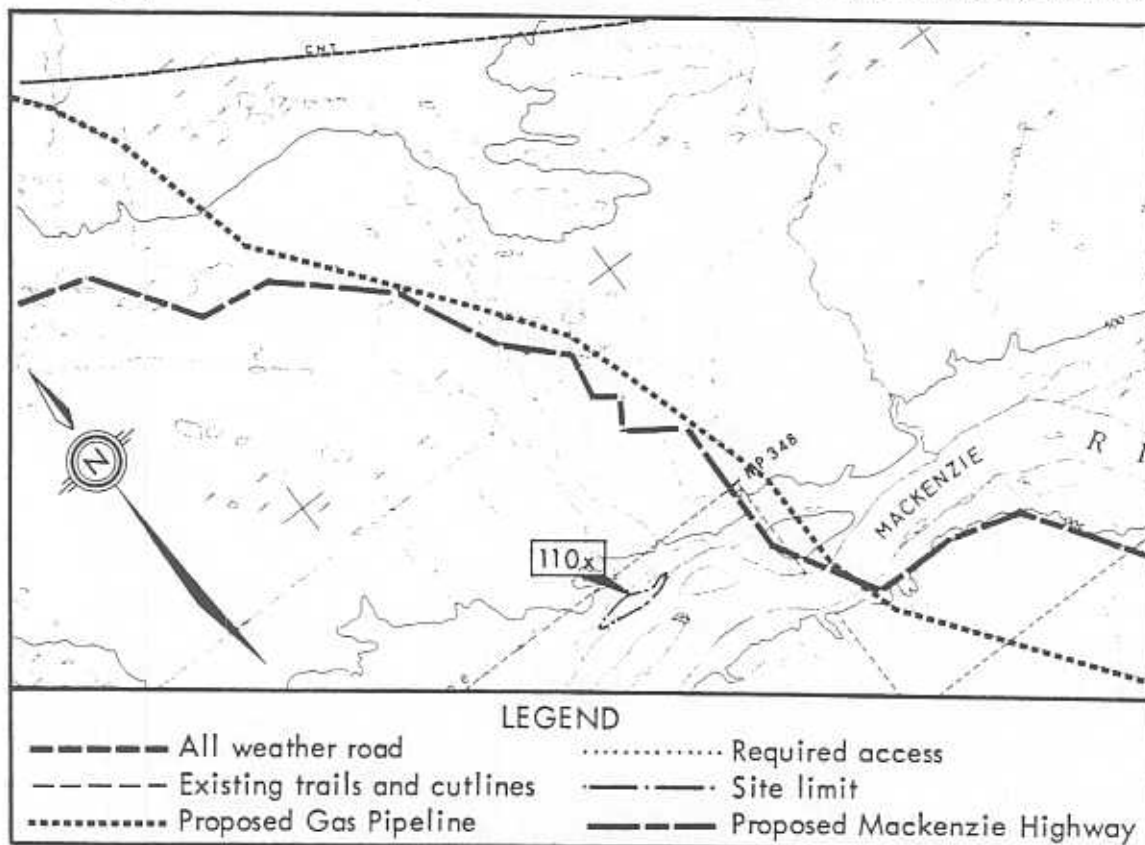 C.N.T.
400
MP 348
MACKENZIE
R I
N
110x
LEGEND
All weather road
Required access
Existing trails and cutlines
Site limit
Proposed Gas Pipeline
Proposed Mackenzie Highway